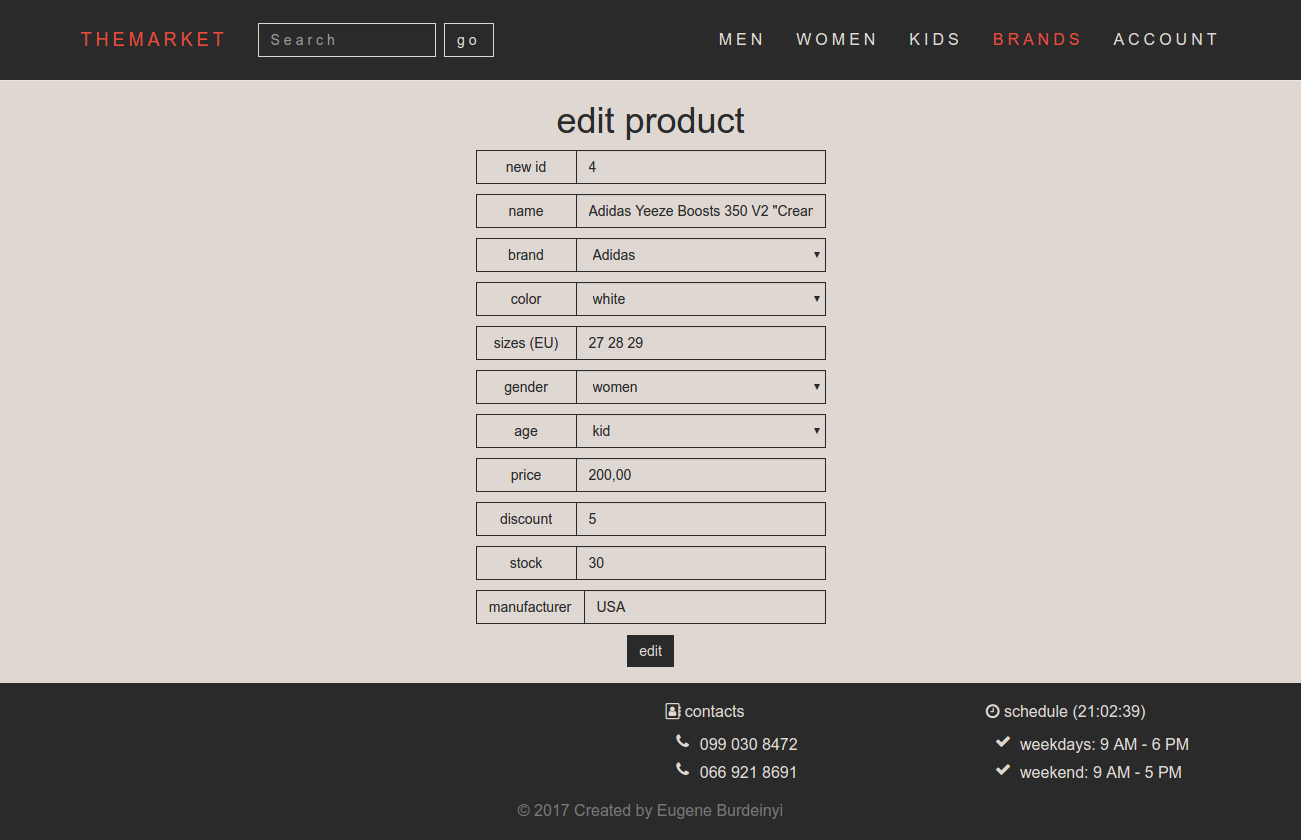 THEMARKET Search go MEN WOMEN KIDS BRANDS ACCOUNT
edit product
new id 4
name Adidas Yeeze Boosts 350 V2 "Crear
brand Adidas
color white
sizes (EU) 27 28 29
gender women
age kid
price 200,00
discount 5
stock 30
manufacturer USA
edit
contacts schedule (21:02:39)
099 030 8472 weekdays: 9 AM - 6 PM
066 921 8691 weekend: 9 AM - 5 PM
© 2017 Created by Eugene Burdeinyi